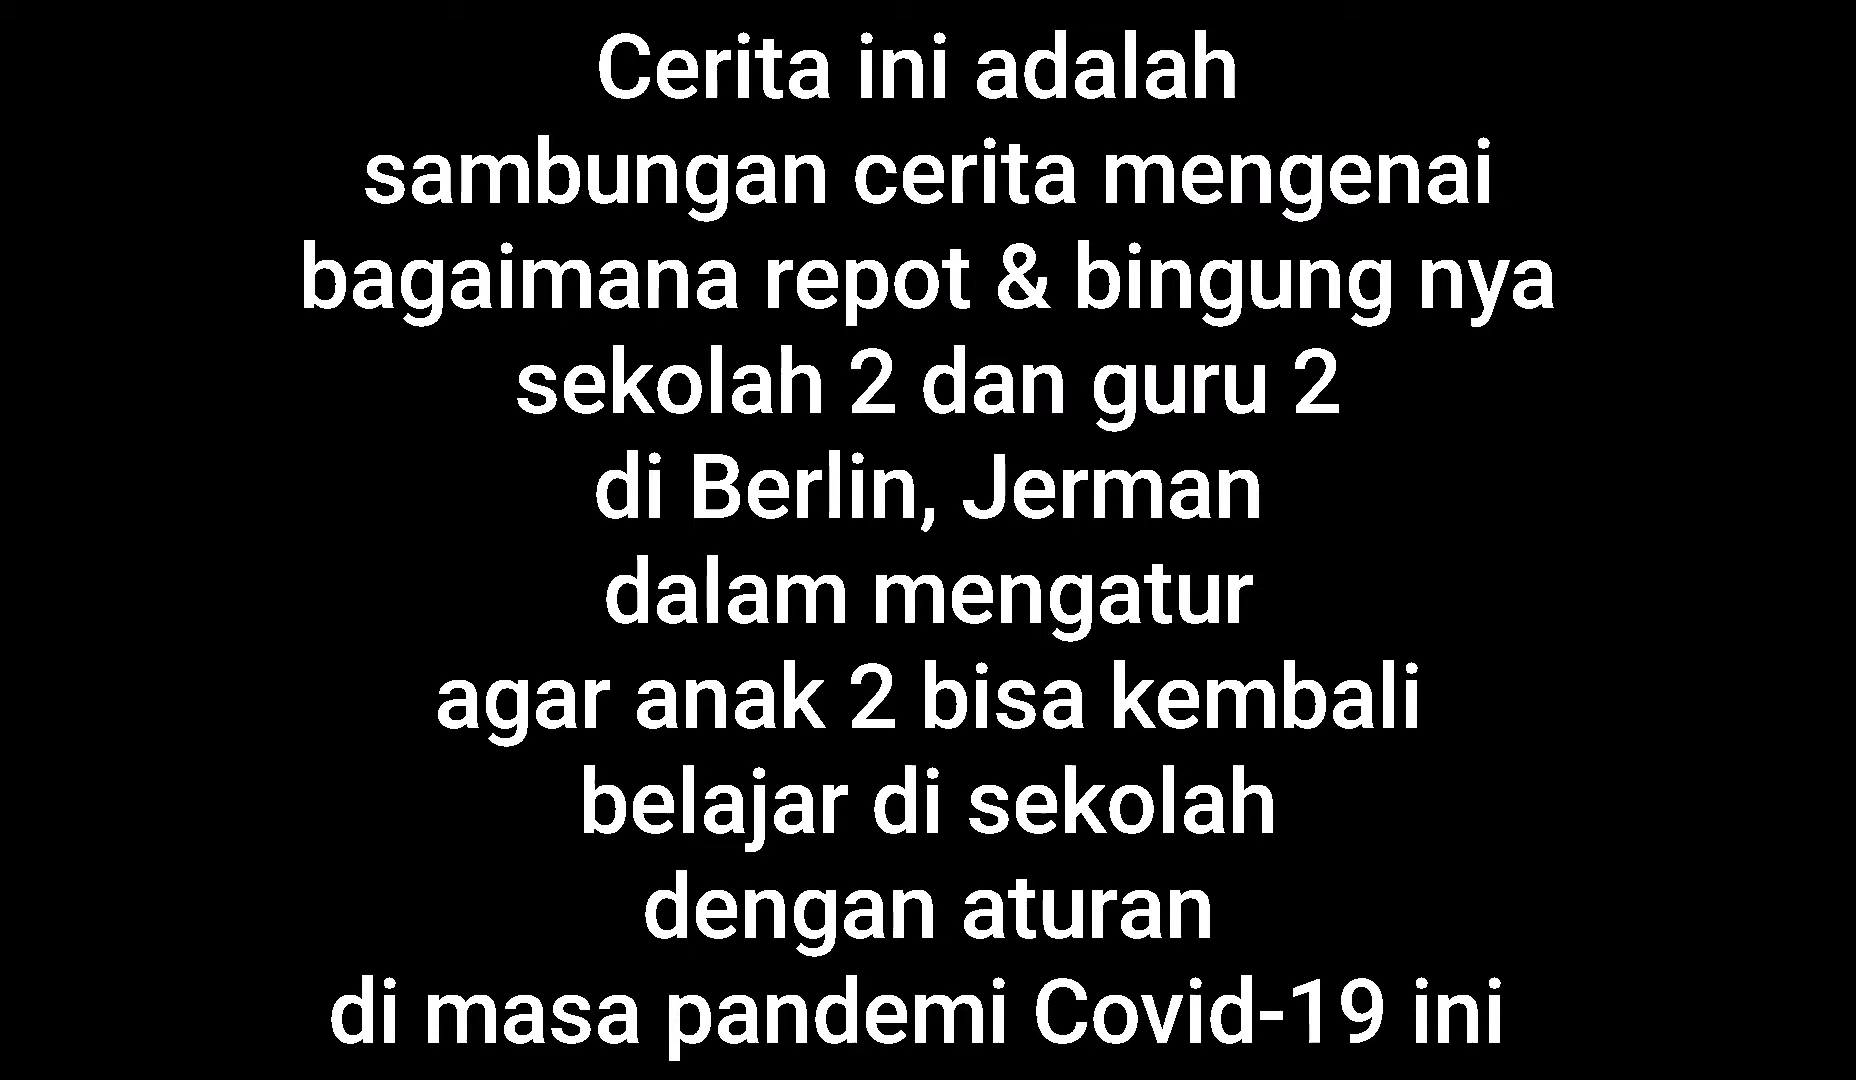 Cerita ini adalah
sambungan cerita mengenai
bagaimana repot & bingung nya
sekolah 2 dan guru 2
di Berlin, Jerman
dalam mengatur
agar anak 2 bisa kembali
belajar di sekolah
dengan aturan
di masa pandemi Covid-19 ini